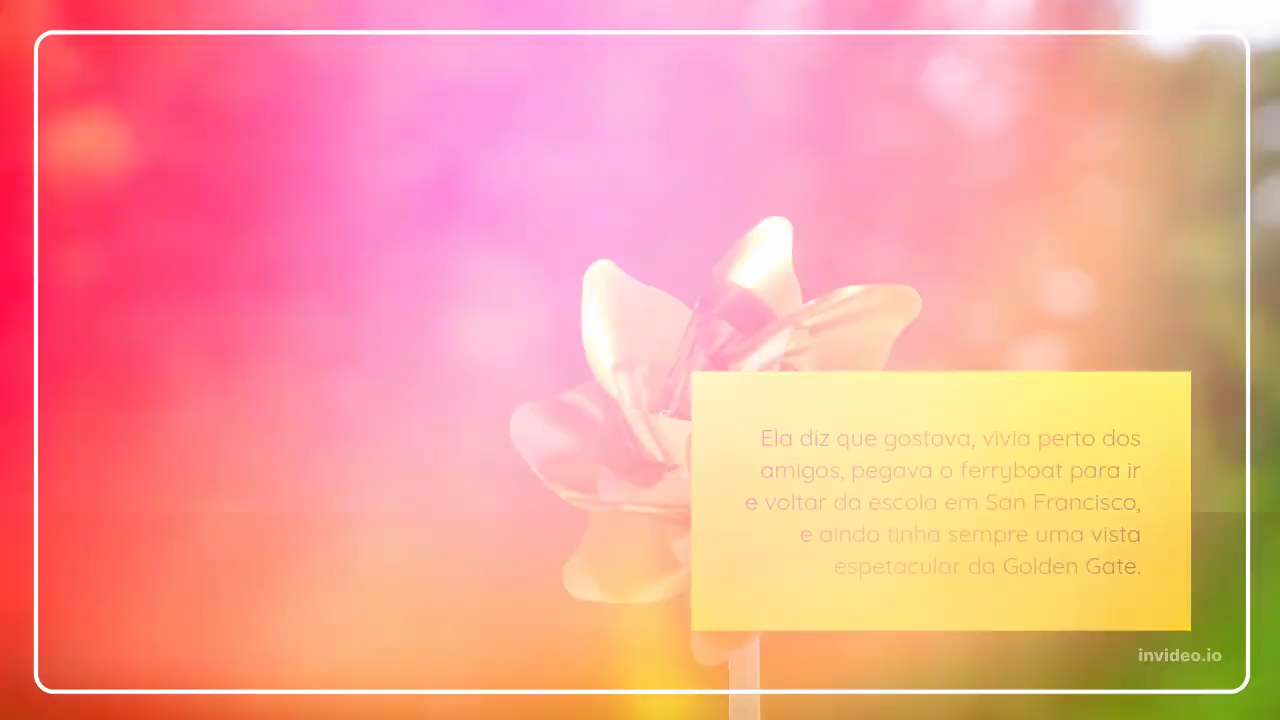 Ela diz que gostava, vivia perto dos
amigos, pegava o ferryboat para ir
e voltar da escola em San Francisco,
e ainda tinha sempre uma vista
espetacular da Golden Gate.
invideo.io